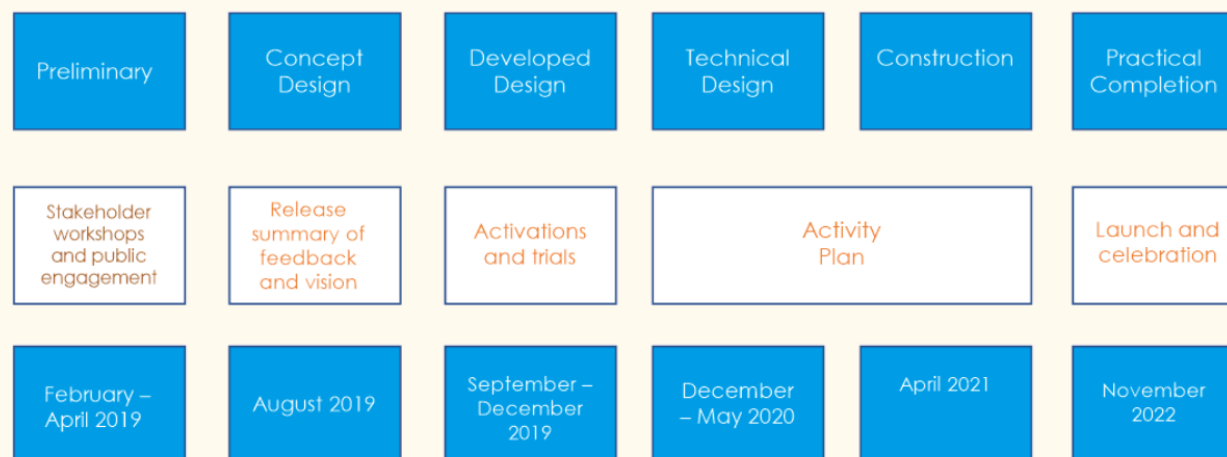 Preliminary
Concept
Design
Developed
Design
Technical
Design
Construction
Practical
Completion
Stakeholder
workshops
and public
engagement
Release
summary of
feedback
and vision
Activations
and trials
Activity
Plan
Launch and
celebration
February –
April 2019
August 2019
September –
December
2019
December
– May 2020
April 2021
November
2022